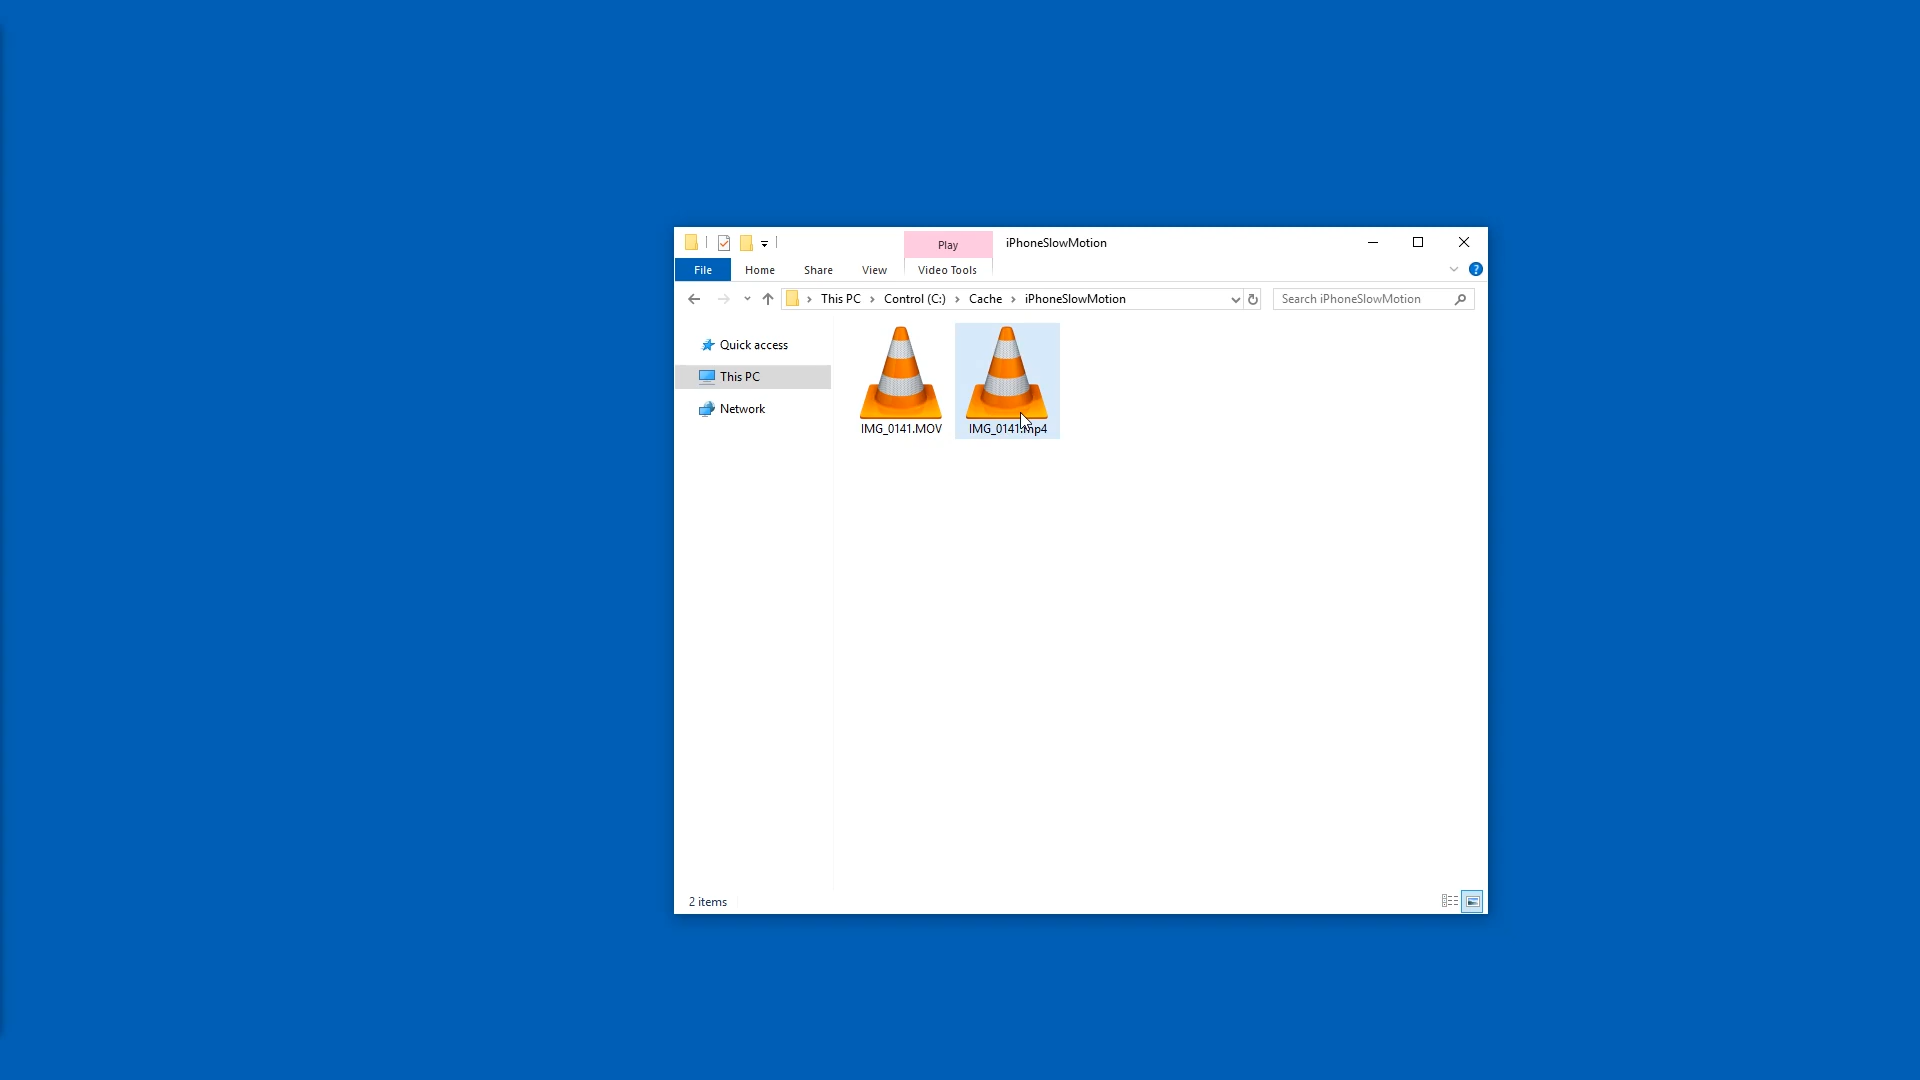 Play
iPhoneSlowMotion
File
Home
Share
View
Video Tools
?
This PC
Control (C:)
Cache
iPhoneSlowMotion
Search iPhoneSlowMotion
Quick access
This PC
Network
IMG_0141.MOV
IMG_0141.mp4
2 items